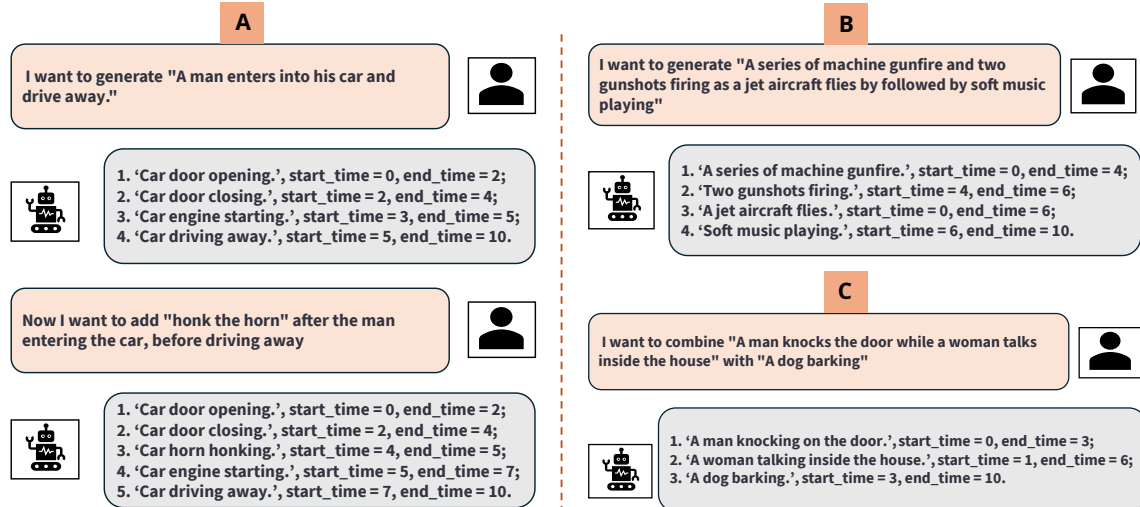 A
I want to generate "A man enters into his car and
drive away."
1. ‘Car door opening.’, start_time = 0, end_time = 2;
2. ‘Car door closing.’, start_time = 2, end_time = 4;
3. ‘Car engine starting.’, start_time = 3, end_time = 5;
4. ‘Car driving away.’, start_time = 5, end_time = 10.
Now I want to add "honk the horn" after the man
entering the car, before driving away
1. ‘Car door opening.’, start_time = 0, end_time = 2;
2. ‘Car door closing.’, start_time = 2, end_time = 4;
3. ‘Car horn honking.’, start_time = 4, end_time = 5;
4. ‘Car engine starting.’, start_time = 5, end_time = 7;
5. ‘Car driving away.’, start_time = 7, end_time = 10.
B
I want to generate "A series of machine gunfire and two
gunshots firing as a jet aircraft flies by followed by soft music
playing"
1. ‘A series of machine gunfire.’, start_time = 0, end_time = 4;
2. ‘Two gunshots firing.’, start_time = 4, end_time = 6;
3. ‘A jet aircraft flies.’, start_time = 0, end_time = 6;
4. ‘Soft music playing.’, start_time = 6, end_time = 10.
C
I want to combine "A man knocks the door while a woman talks
inside the house" with "A dog barking"
1. ‘A man knocking on the door.’, start_time = 0, end_time = 3;
2. ‘A woman talking inside the house.’, start_time = 1, end_time = 6;
3. ‘A dog barking.’, start_time = 3, end_time = 10.